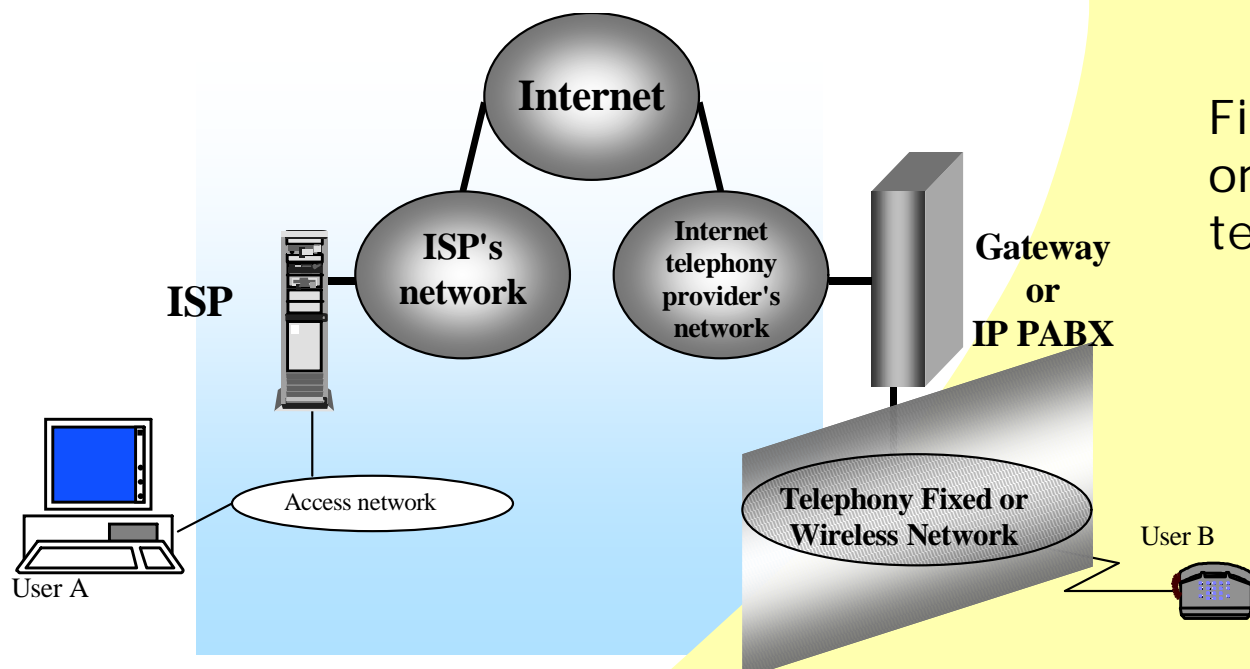 Internet
ISP's
network
Internet
telephony
provider's
network
Gateway
or
IP PABX
ISP
Access network
Telephony Fixed or
Wireless Network
User A
User B